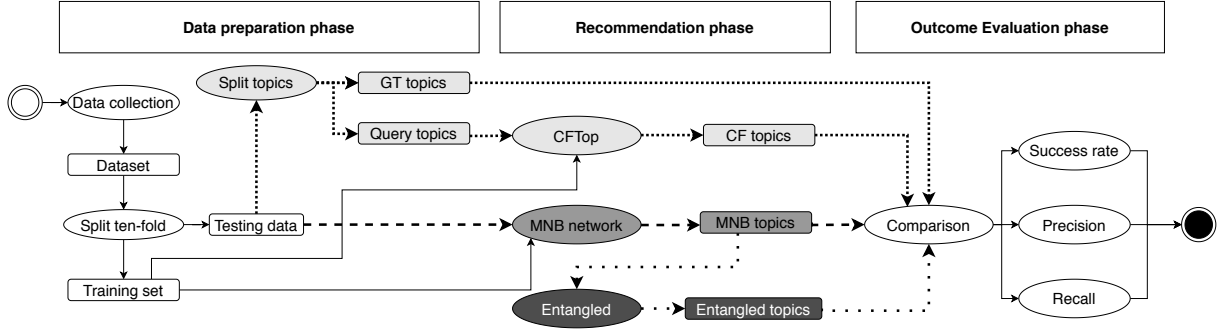 Data preparation phase
Recommendation phase
Outcome Evaluation phase
Split topics
GT topics
Data collection
Query topics
CFTop
CF topics
Success rate
Dataset
Split ten-fold
Testing data
MNB network
MNB topics
Comparison
Precision
Training set
Entangled
Entangled topics
Recall